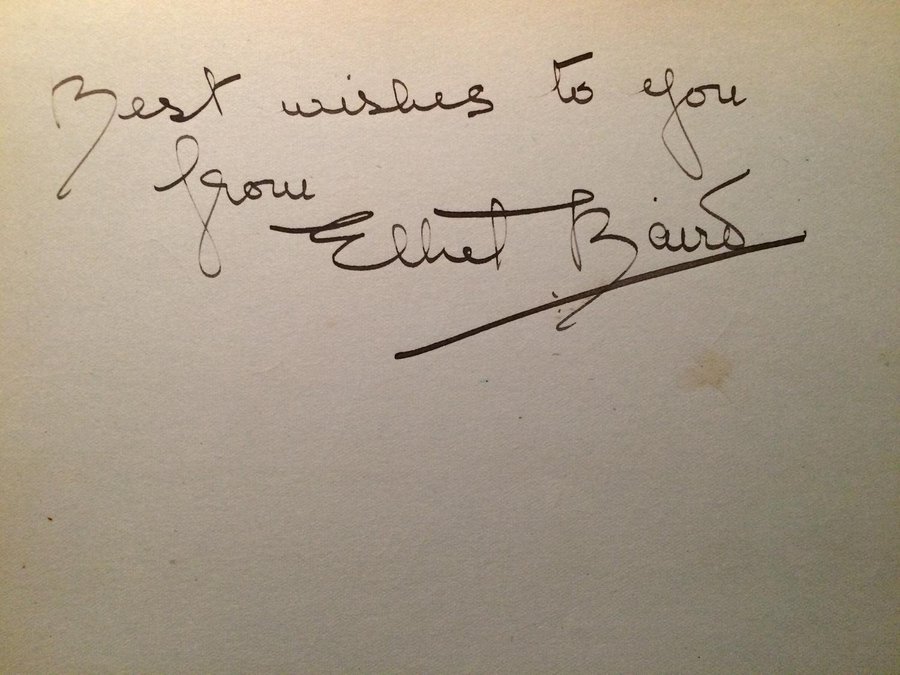 Best wishes to you
from
Ethel Baird